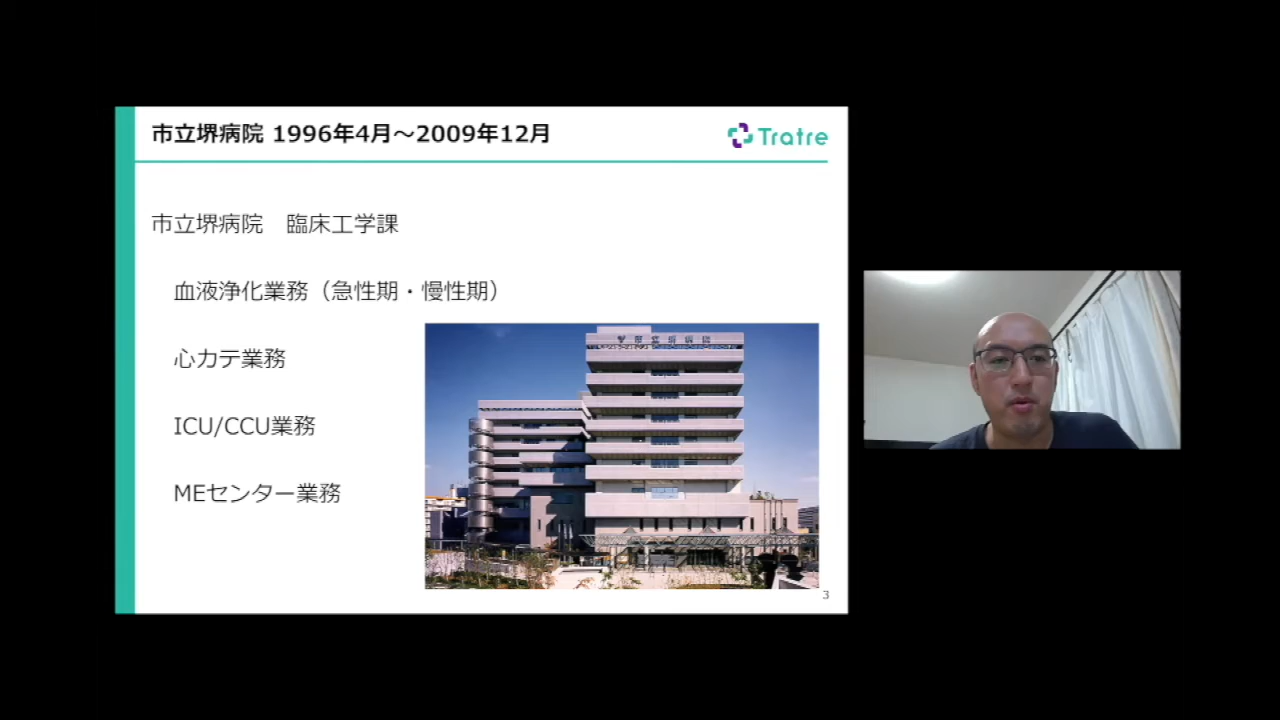 市立堺病院 1996年4月～2009年12月
Tratre
市立堺病院　臨床工学課
血液浄化業務（急性期・慢性期）
心カテ業務
ICU/CCU業務
MEセンター業務
3